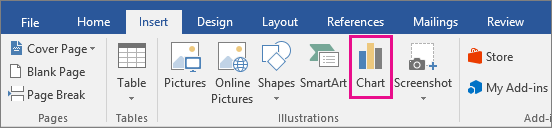 File Home Insert Design Layout References Mailings Review
Cover Page
Blank Page
Page Break
Pages
Table
Tables
Pictures
Online
Pictures
Shapes
SmartArt
Chart
Screenshot
Illustrations
Store
My Add-ins
Add-i